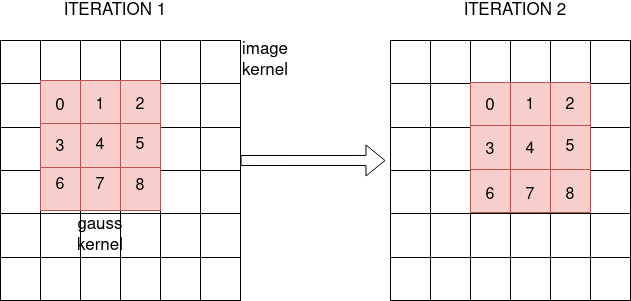 ITERATION 1
ITERATION 2
image
kernel
0 1 2
3 4 5
6 7 8
gauss
kernel
0 1 2
3 4 5
6 7 8